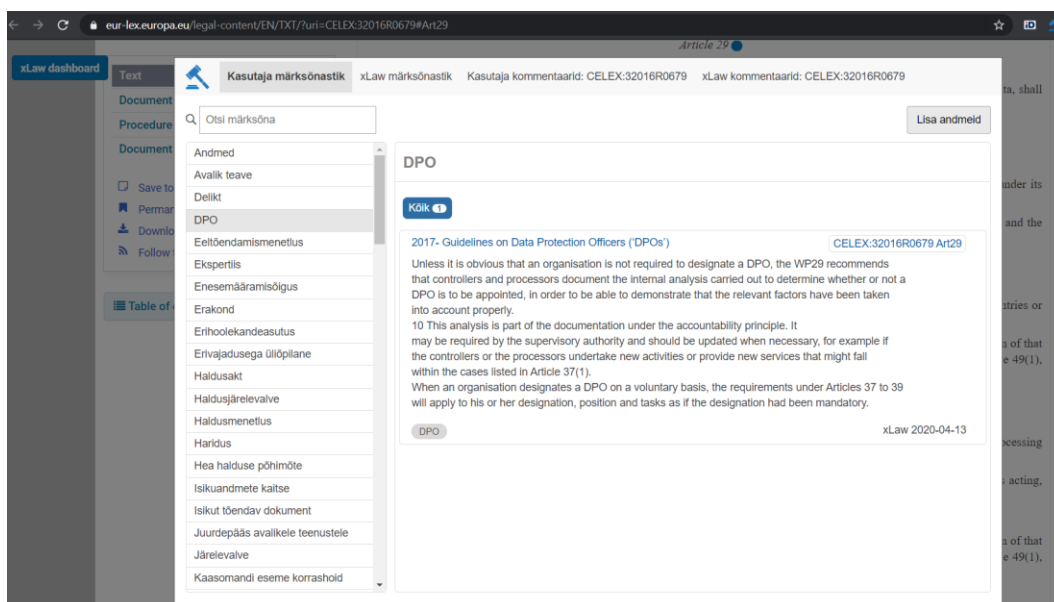 eur-lex.europa.eu/legal-content/EN/TXT/?uri=CELEX:32016R0679#Art29
Article 29
xLaw dashboard
Text
Document
Procedure
Document
Save to
Permar
Downlo
Follow
Table of
Kasutaja märksõnastik
xLaw märksõnastik
Kasutaja kommentaarid: CELEX:32016R0679
xLaw kommentaarid: CELEX:32016R0679
Otsi märksõna
Lisa andmeid
Andmed
Avalik teave
Delikt
DPO
Eeltõendamismenetlus
Ekspertiis
Enesemääramisõigus
Erakond
Erihoolekandeasutus
Erivajadusega üliõpilane
Haldusakt
Haldusjärelevalve
Haldusmenetlus
Haridus
Hea halduse põhimõte
Isikuandmete kaitse
Isikut tõendav dokument
Juurdepääs avalikele teenustele
Järelevalve
Kaasomandi eseme korrashoid
DPO
Kõik 1
2017- Guidelines on Data Protection Officers ('DPOs')
CELEX:32016R0679 Art29
Unless it is obvious that an organisation is not required to designate a DPO, the WP29 recommends
that controllers and processors document the internal analysis carried out to determine whether or not a
DPO is to be appointed, in order to be able to demonstrate that the relevant factors have been taken
into account properly.
10 This analysis is part of the documentation under the accountability principle. It
may be required by the supervisory authority and should be updated when necessary, for example if
the controllers or the processors undertake new activities or provide new services that might fall
within the cases listed in Article 37(1).
When an organisation designates a DPO on a voluntary basis, the requirements under Articles 37 to 39
will apply to his or her designation, position and tasks as if the designation had been mandatory.
DPO
xLaw 2020-04-13
ta, shall
under its
and the
ntries or
a of that
e 49(1),
ocessing
s acting,
a of that
e 49(1),